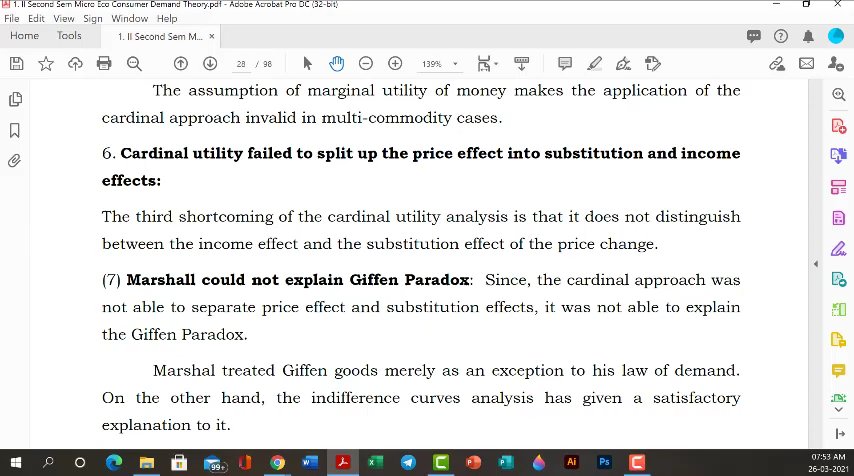 1. II Second Sem Micro Eco Consumer Demand Theory.pdf - Adobe Acrobat Pro DC (32-bit)
File Edit View Sign Window Help
Home Tools 1. II Second Sem M... ×
28 / 98 139%
The assumption of marginal utility of money makes the application of the
cardinal approach invalid in multi-commodity cases.
6. Cardinal utility failed to split up the price effect into substitution and income
effects:
The third shortcoming of the cardinal utility analysis is that it does not distinguish
between the income effect and the substitution effect of the price change.
(7) Marshall could not explain Giffen Paradox: Since, the cardinal approach was
not able to separate price effect and substitution effects, it was not able to explain
the Giffen Paradox.
Marshal treated Giffen goods merely as an exception to his law of demand.
On the other hand, the indifference curves analysis has given a satisfactory
explanation to it.
99+
Ai
Ps
07:53 AM
26-03-2021